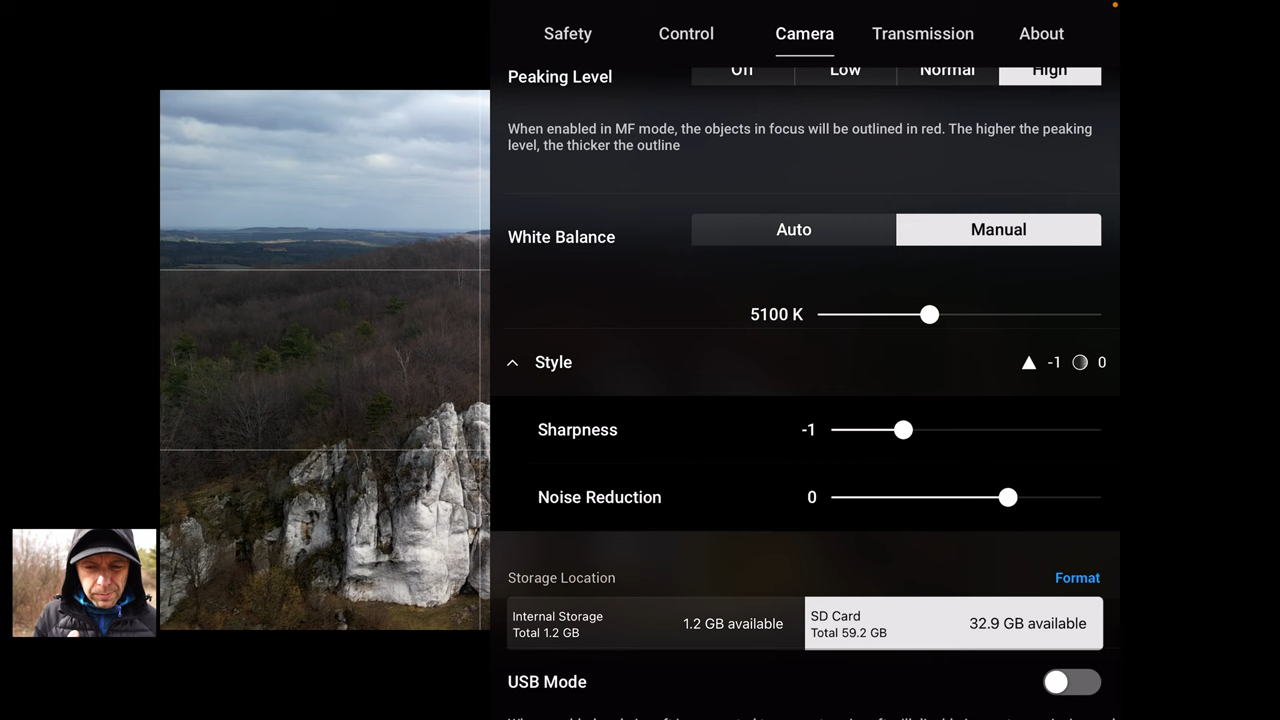 Safety Control Camera Transmission About
Peaking Level Off Low Normal High
When enabled in MF mode, the objects in focus will be outlined in red. The higher the peaking
level, the thicker the outline
White Balance Auto Manual
5100 K
Style -1 0
Sharpness -1
Noise Reduction 0
Storage Location Format
Internal Storage
Total 1.2 GB
1.2 GB available
SD Card
Total 59.2 GB
32.9 GB available
USB Mode